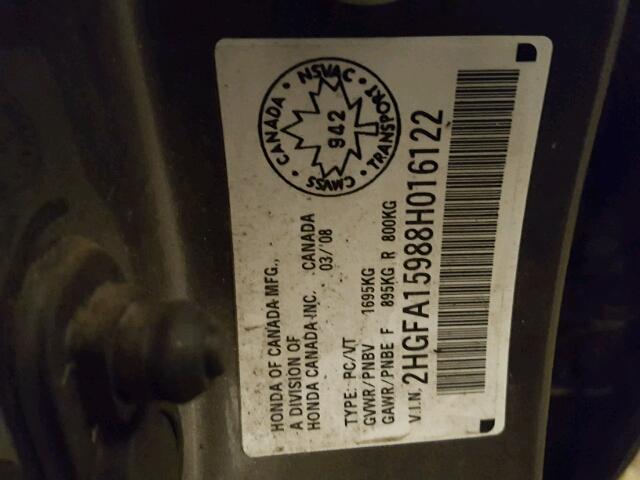 HONDA OF CANADA MFG.,
A DIVISION OF
HONDA CANADA INC. CANADA
03/'08
TYPE: PC/VT
GVWR/PNBV 1695KG
GAWR/PNBE F 895KG R 800KG
V.I.N. 2HGFA15988H016122
CANADA • NSVAC • TRANSPORT • CMVSS •
942